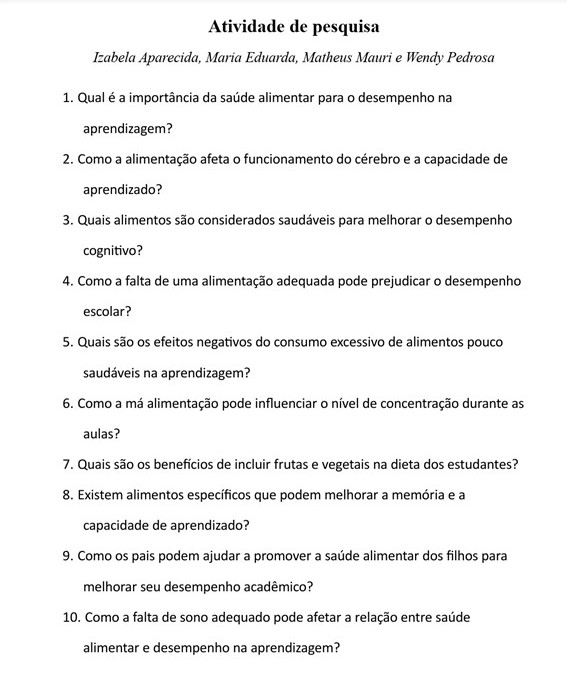 Atividade de pesquisa
Izabela Aparecida, Maria Eduarda, Matheus Mauri e Wendy Pedrosa
1. Qual é a importância da saúde alimentar para o desempenho na
aprendizagem?
2. Como a alimentação afeta o funcionamento do cérebro e a capacidade de
aprendizado?
3. Quais alimentos são considerados saudáveis para melhorar o desempenho
cognitivo?
4. Como a falta de uma alimentação adequada pode prejudicar o desempenho
escolar?
5. Quais são os efeitos negativos do consumo excessivo de alimentos pouco
saudáveis na aprendizagem?
6. Como a má alimentação pode influenciar o nível de concentração durante as
aulas?
7. Quais são os benefícios de incluir frutas e vegetais na dieta dos estudantes?
8. Existem alimentos específicos que podem melhorar a memória e a
capacidade de aprendizado?
9. Como os pais podem ajudar a promover a saúde alimentar dos filhos para
melhorar seu desempenho acadêmico?
10. Como a falta de sono adequado pode afetar a relação entre saúde
alimentar e desempenho na aprendizagem?